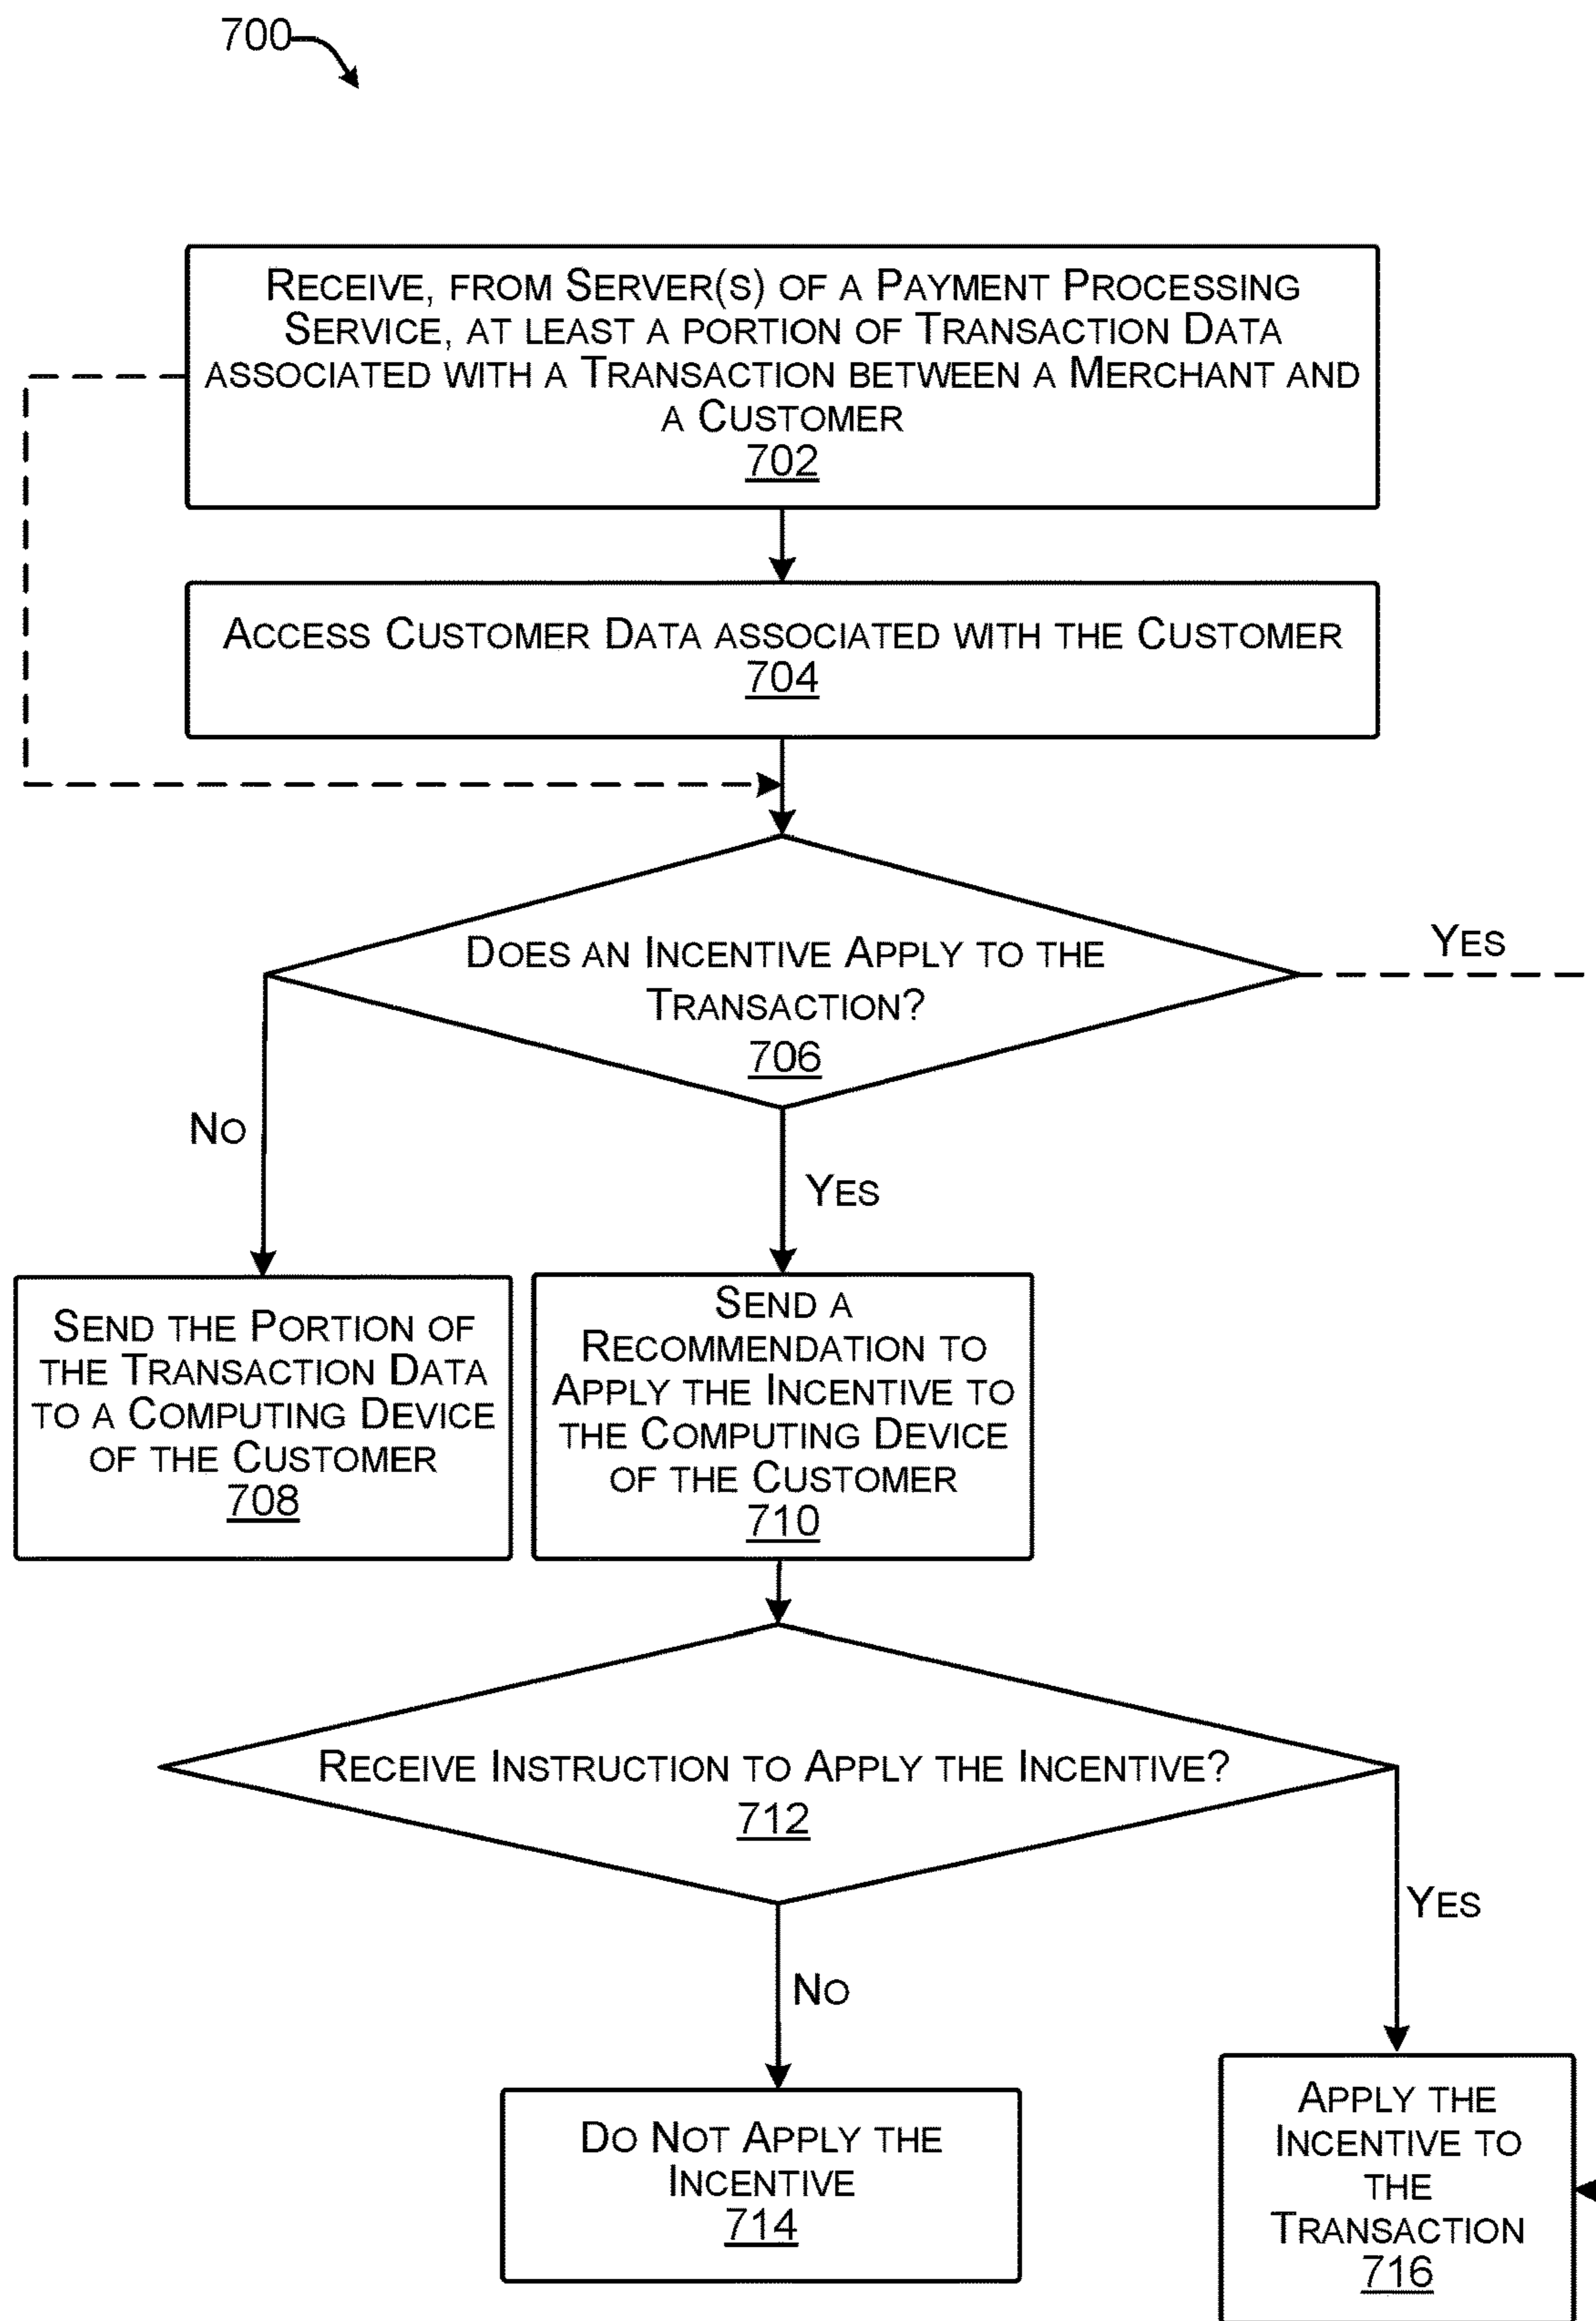 700
RECEIVE, FROM SERVER(S) OF A PAYMENT PROCESSING
SERVICE, AT LEAST A PORTION OF TRANSACTION DATA
ASSOCIATED WITH A TRANSACTION BETWEEN A MERCHANT AND
A CUSTOMER
702
ACCESS CUSTOMER DATA ASSOCIATED WITH THE CUSTOMER
704
DOES AN INCENTIVE APPLY TO THE
TRANSACTION?
706
YES
NO
YES
SEND THE PORTION OF
THE TRANSACTION DATA
TO A COMPUTING DEVICE
OF THE CUSTOMER
708
SEND A
RECOMMENDATION TO
APPLY THE INCENTIVE TO
THE COMPUTING DEVICE
OF THE CUSTOMER
710
RECEIVE INSTRUCTION TO APPLY THE INCENTIVE?
712
YES
NO
DO NOT APPLY THE
INCENTIVE
714
APPLY THE
INCENTIVE TO
THE
TRANSACTION
716